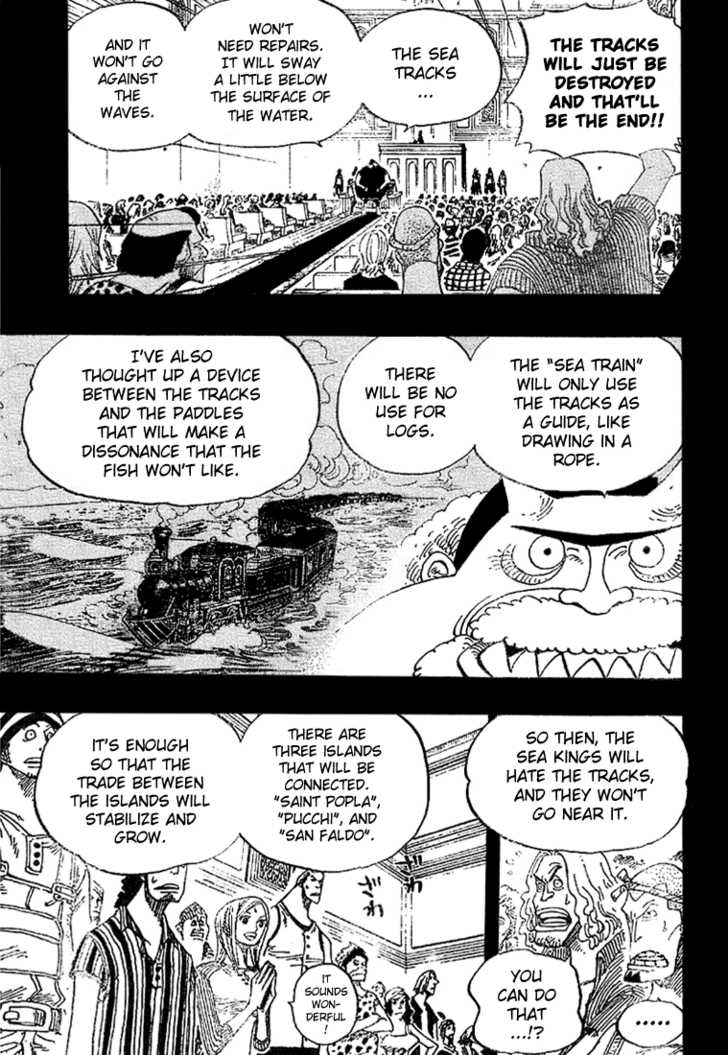 THE TRACKS
WILL JUST BE
DESTROYED
AND THAT'LL
BE THE END!!
THE SEA
TRACKS
...
WON'T
NEED REPAIRS.
IT WILL SWAY
A LITTLE BELOW
THE SURFACE OF
THE WATER.
AND IT
WON'T GO
AGAINST
THE
WAVES.
THE "SEA TRAIN"
WILL ONLY USE
THE TRACKS AS
A GUIDE, LIKE
DRAWING IN A
ROPE.
THERE
WILL BE NO
USE FOR
LOGS.
I'VE ALSO
THOUGHT UP A DEVICE
BETWEEN THE TRACKS
AND THE PADDLES
THAT WILL MAKE A
DISSONANCE THAT THE
FISH WON'T LIKE.
SO THEN, THE
SEA KINGS WILL
HATE THE TRACKS,
AND THEY WON'T
GO NEAR IT.
YOU
CAN DO
THAT
...!?
.....
THERE ARE
THREE ISLANDS
THAT WILL BE
CONNECTED.
"SAINT POPLA",
"PUCCHI", AND
"SAN FALDO".
IT'S ENOUGH
SO THAT THE
TRADE BETWEEN
THE ISLANDS WILL
STABILIZE AND
GROW.
ドド
IT
SOUNDS
WON-
DERFUL
!